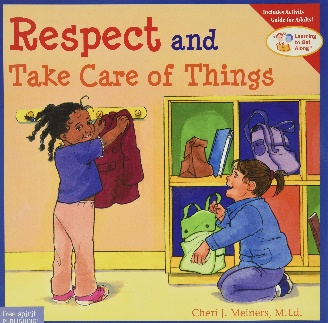 Includes Activity
Guide for Adults!
Learning
to Get
Along®
Respect and
Take Care of Things
Cheri J. Meiners, M.Ed.
free spirit
PUBLISHING®